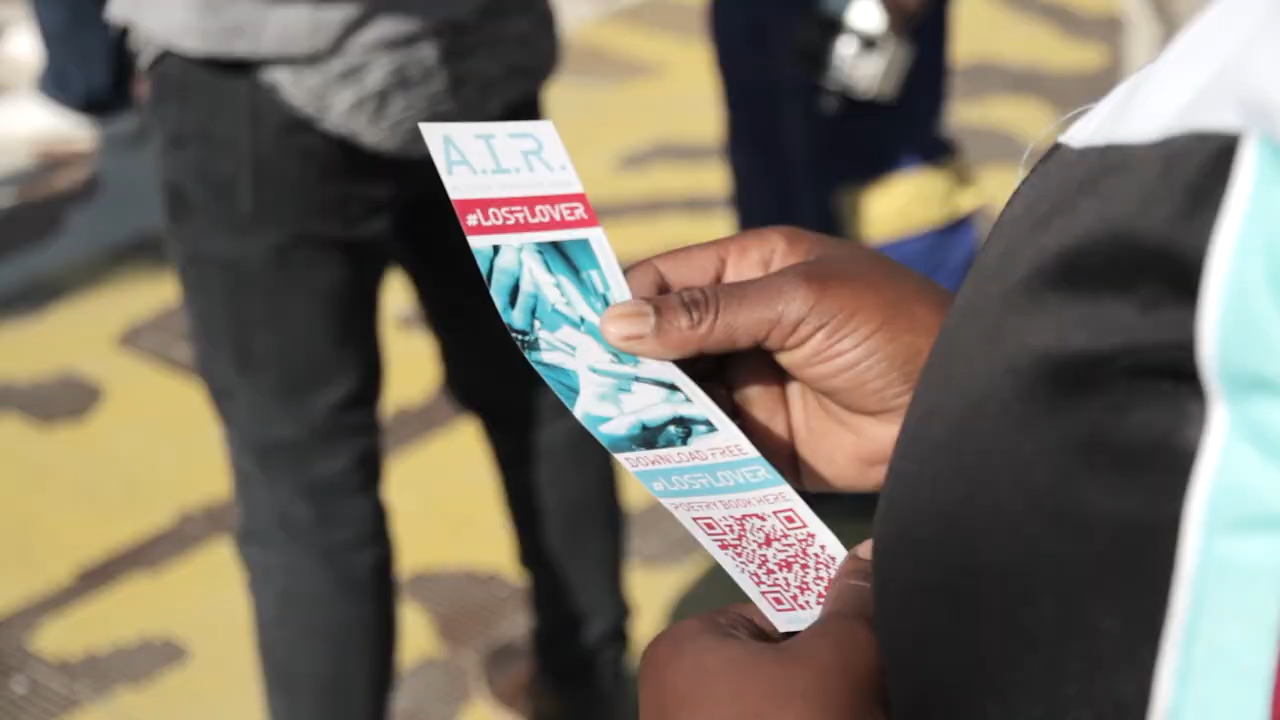 A.I.R.
#LOSTLOVER
DOWNLOAD FREE
#LOSTLOVER
POETRY BOOK HERE